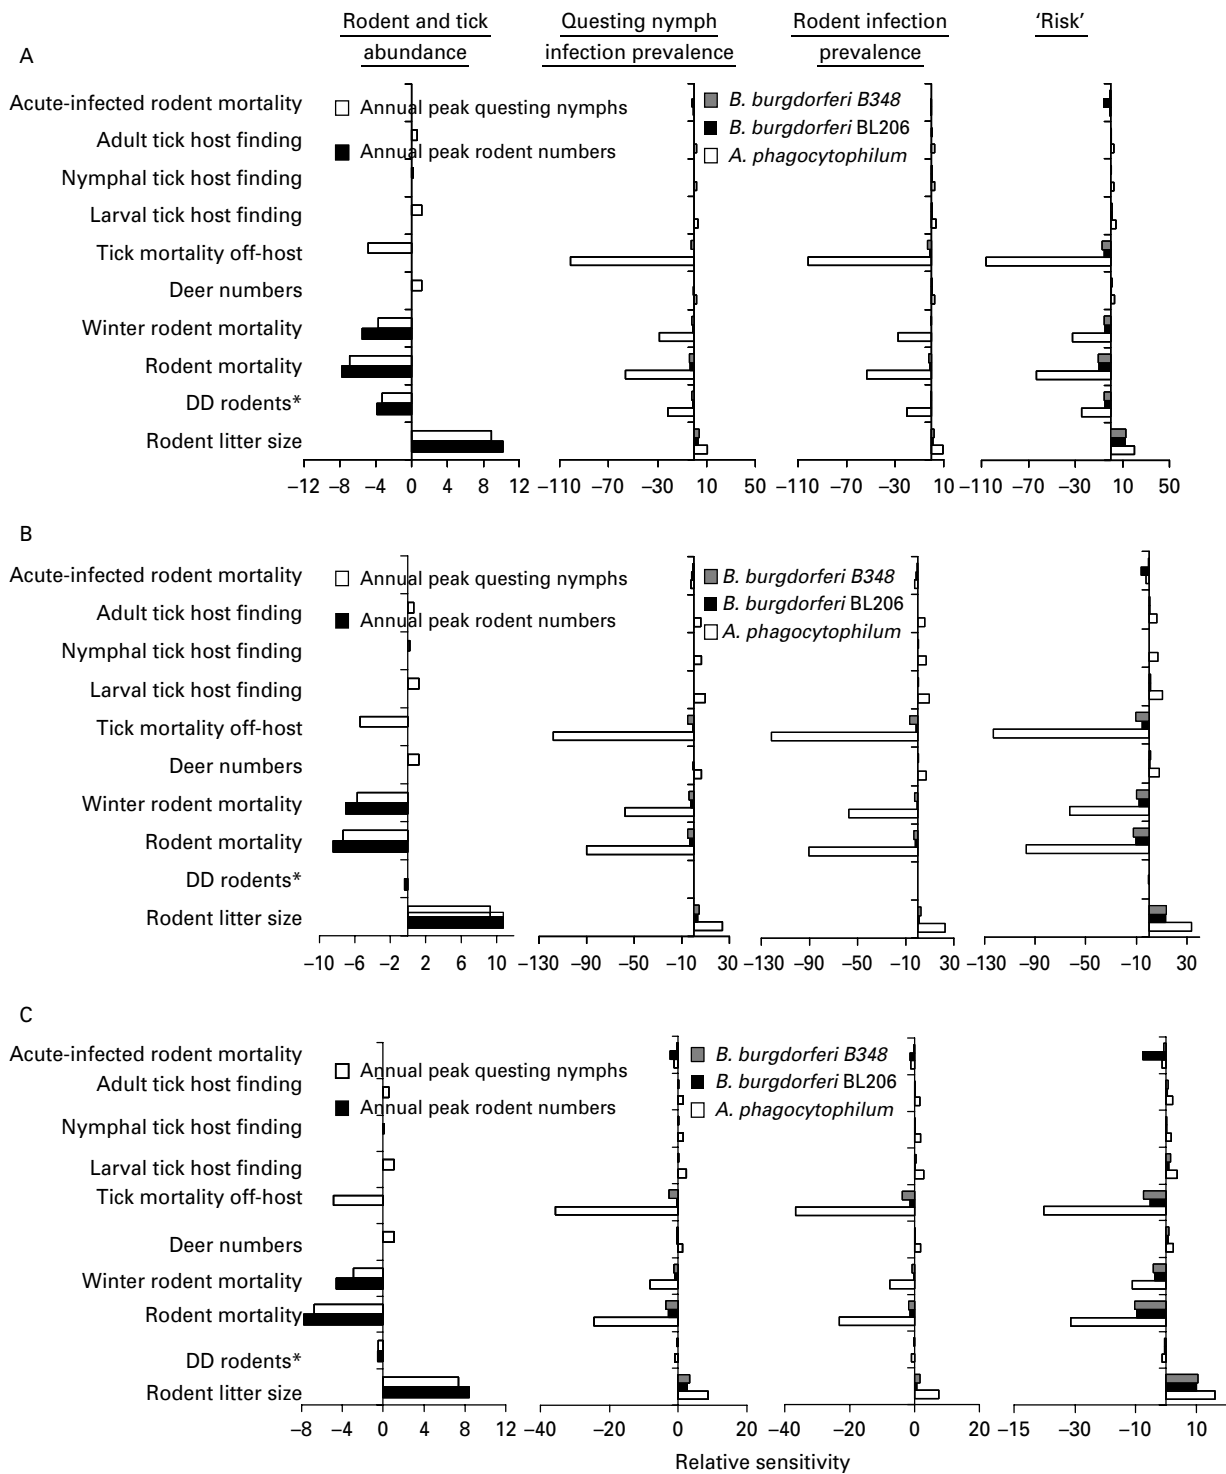 Rodent and tick abundance
Questing nymph infection prevalence
Rodent infection prevalence
'Risk'
A
Acute-infected rodent mortality
Adult tick host finding
Nymphal tick host finding
Larval tick host finding
Tick mortality off-host
Deer numbers
Winter rodent mortality
Rodent mortality
DD rodents*
Rodent litter size
Annual peak questing nymphs
Annual peak rodent numbers
B. burgdorferi B348
B. burgdorferi BL206
A. phagocytophilum
−12 −8 −4 0 4 8 12
−110 −70 −30 10 50
−110 −70 −30 10
−110 −70 −30 10 50
B
Acute-infected rodent mortality
Adult tick host finding
Nymphal tick host finding
Larval tick host finding
Tick mortality off-host
Deer numbers
Winter rodent mortality
Rodent mortality
DD rodents*
Rodent litter size
Annual peak questing nymphs
Annual peak rodent numbers
B. burgdorferi B348
B. burgdorferi BL206
A. phagocytophilum
−10 −6 −2 2 6 10
−130 −90 −50 −10 30
−130 −90 −50 −10 30
−130 −90 −50 −10 30
C
Acute-infected rodent mortality
Adult tick host finding
Nymphal tick host finding
Larval tick host finding
Tick mortality off-host
Deer numbers
Winter rodent mortality
Rodent mortality
DD rodents*
Rodent litter size
Annual peak questing nymphs
Annual peak rodent numbers
B. burgdorferi B348
B. burgdorferi BL206
A. phagocytophilum
−8 −4 0 4 8 12
−40 −20 0 20
−40 −20 0 20
−15 −30 −10 10
Relative sensitivity